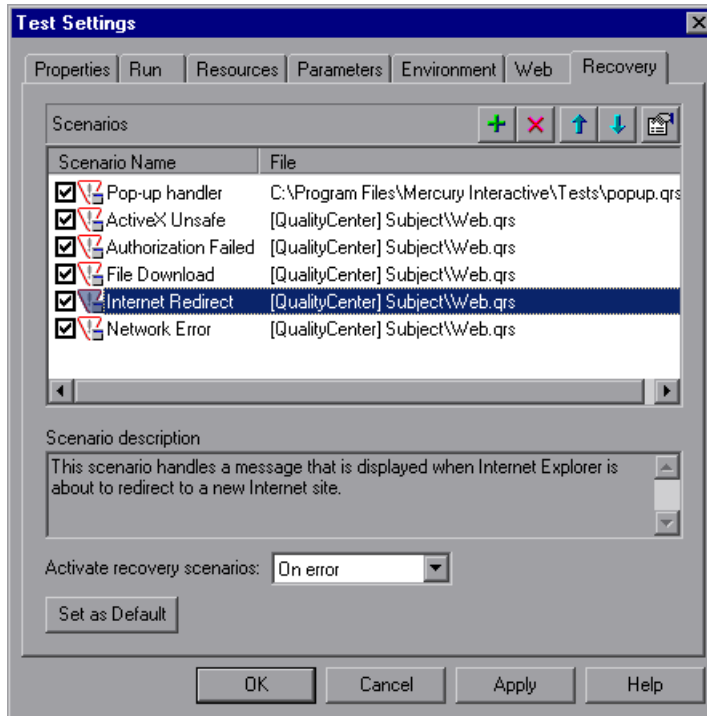 Test Settings
Properties Run Resources Parameters Environment Web Recovery
Scenarios
Scenario Name File
Pop-up handler C:\Program Files\Mercury Interactive\Tests\popup.qrs
ActiveX Unsafe [QualityCenter] Subject\Web.qrs
Authorization Failed [QualityCenter] Subject\Web.qrs
File Download [QualityCenter] Subject\Web.qrs
Internet Redirect [QualityCenter] Subject\Web.qrs
Network Error [QualityCenter] Subject\Web.qrs
Scenario description
This scenario handles a message that is displayed when Internet Explorer is
about to redirect to a new Internet site.
Activate recovery scenarios: On error
Set as Default
OK Cancel Apply Help